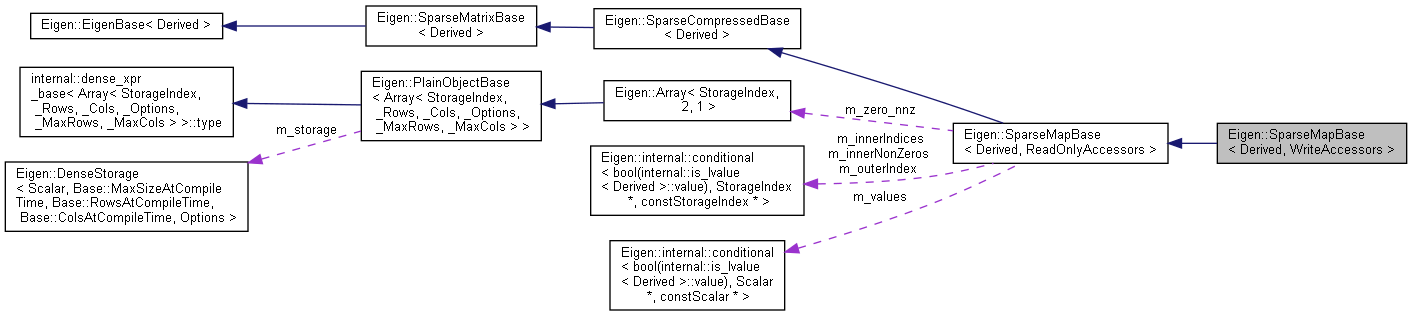 Eigen::EigenBase< Derived >
Eigen::SparseMatrixBase
< Derived >
Eigen::SparseCompressedBase
< Derived >
internal::dense_xpr
_base< Array< StorageIndex,
_Rows, _Cols, _Options,
_MaxRows, _MaxCols > >::type
Eigen::PlainObjectBase
< Array< StorageIndex,
_Rows, _Cols, _Options,
_MaxRows, _MaxCols > >
Eigen::Array< StorageIndex,
2, 1 >
m_zero_nnz
m_storage
m_innerIndices
m_innerNonZeros
m_outerIndex
Eigen::SparseMapBase
< Derived, ReadOnlyAccessors >
Eigen::SparseMapBase
< Derived, WriteAccessors >
Eigen::DenseStorage
< Scalar, Base::MaxSizeAtCompile
Time, Base::RowsAtCompileTime,
Base::ColsAtCompileTime, Options >
Eigen::internal::conditional
< bool(internal::is_lvalue
< Derived >::value), StorageIndex
*, constStorageIndex * >
m_values
Eigen::internal::conditional
< bool(internal::is_lvalue
< Derived >::value), Scalar
*, constScalar * >